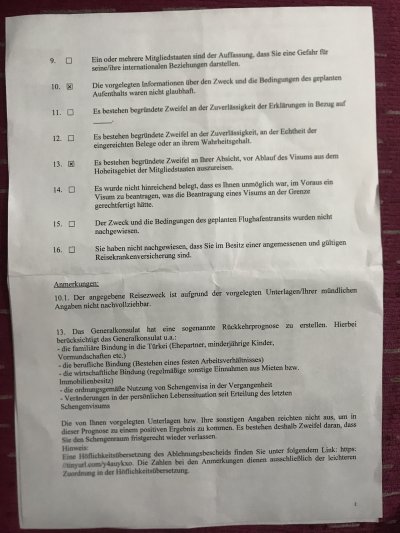 9. ☐ Ein oder mehrere Mitgliedstaaten sind der Auffassung, dass Sie eine Gefahr für
seine/ihre internationalen Beziehungen darstellen.
10. ☒ Die vorgelegten Informationen über den Zweck und die Bedingungen des geplanten
Aufenthalts waren nicht glaubhaft.
11. ☐ Es bestehen begründete Zweifel an der Zuverlässigkeit der Erklärungen in Bezug auf
_____.
12. ☐ Es bestehen begründete Zweifel an der Zuverlässigkeit, an der Echtheit der
eingereichten Belege oder an ihrem Wahrheitsgehalt.
13. ☒ Es bestehen begründete Zweifel an Ihrer Absicht, vor Ablauf des Visums aus dem
Hoheitsgebiet der Mitgliedstaaten auszureisen.
14. ☐ Es wurde nicht hinreichend belegt, dass es Ihnen unmöglich war, im Voraus ein
Visum zu beantragen, was die Beantragung eines Visums an der Grenze
gerechtfertigt hätte.
15. ☐ Der Zweck und die Bedingungen des geplanten Flughafentransits wurden nicht
nachgewiesen.
16. ☐ Sie haben nicht nachgewiesen, dass Sie im Besitz einer angemessenen und gültigen
Reisekrankenversicherung sind.
Anmerkungen:
10.1. Der angegebene Reisezweck ist aufgrund der vorgelegten Unterlagen/Ihrer mündlichen
Angaben nicht nachvollziehbar.
13. Das Generalkonsulat hat eine sogenannte Rückkehrprognose zu erstellen. Hierbei
berücksichtigt das Generalkonsulat u.a.:
- die familiäre Bindung in die Türkei (Ehepartner, minderjährige Kinder,
Vormundschaften etc.)
- die berufliche Bindung (Bestehen eines festen Arbeitsverhältnisses)
- die wirtschaftliche Bindung (regelmäßige sonstige Einnahmen aus Mieten bzw.
Immobilienbesitz)
- die ordnungsgemäße Nutzung von Schengenvisa in der Vergangenheit
- Veränderungen in der persönlichen Lebenssituation seit Erteilung des letzten
Schengenvisums
Die von Ihnen vorgelegten Unterlagen bzw. Ihre sonstigen Angaben reichten nicht aus, um in
dieser Prognose zu einem positiven Ergebnis zu kommen. Es bestehen deshalb Zweifel daran, dass
Sie den Schengenraum fristgerecht wieder verlassen.
Hinweis:
Eine Höflichkeitsübersetzung des Ablehnungsbescheids finden Sie unter folgendem Link: https:
Die Zahlen bei den Anmerkungen dienen ausschließlich der leichteren
Zuordnung in der Höflichkeitsübersetzung.